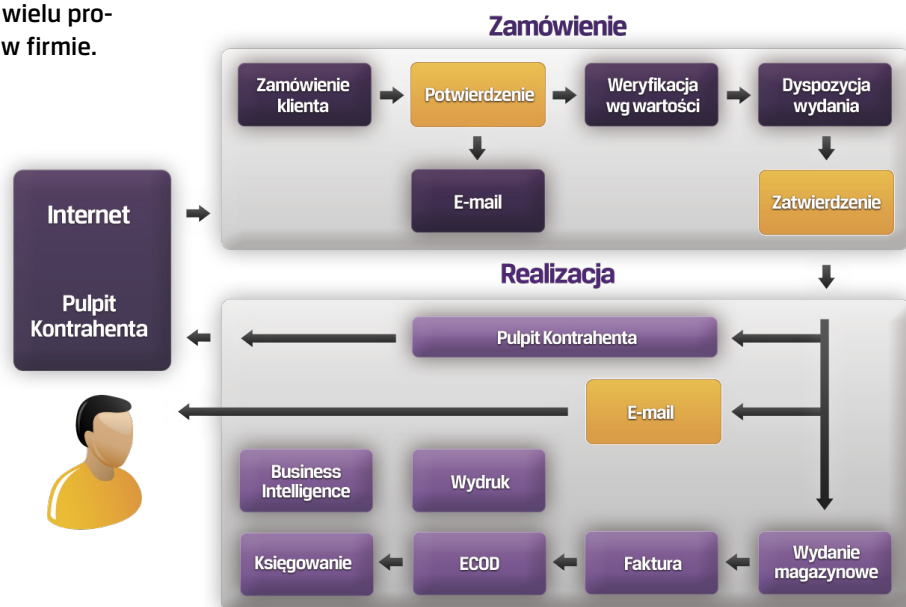 wielu pro-
w firmie.
Zamówienie
Zamówienie
klienta
Potwierdzenie
Weryfikacja
wg wartości
Dyspozycja
wydania
E-mail
Zatwierdzenie
Internet
Pulpit
Kontrahenta
Realizacja
Pulpit Kontrahenta
E-mail
Business
Intelligence
Wydruk
Księgowanie
ECOD
Faktura
Wydanie
magazynowe